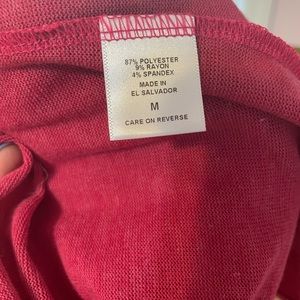 87% POLYESTER
9% RAYON
4% SPANDEX
MADE IN
EL SALVADOR
M
CARE ON REVERSE